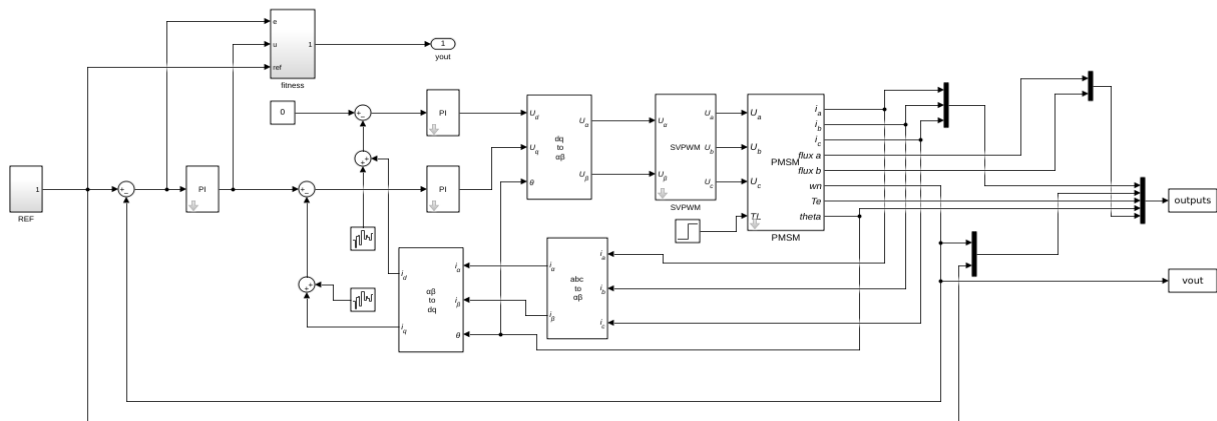 e
u
ref
1
fitness
1
yout
0
+
−
PI
U_d
U_q
θ
dq
to
αβ
U_α
U_β
U_α
U_β
SVPWM
U_a
U_b
U_c
SVPWM
U_a
U_b
U_c
TL
PMSM
i_a
i_b
i_c
flux a
flux b
wn
Te
theta
PMSM
1
REF
+
−
PI
+
−
PI
+
+
+
+
i_d
i_q
αβ
to
dq
i_α
i_β
θ
i_α
i_β
abc
to
αβ
i_a
i_b
i_c
outputs
vout